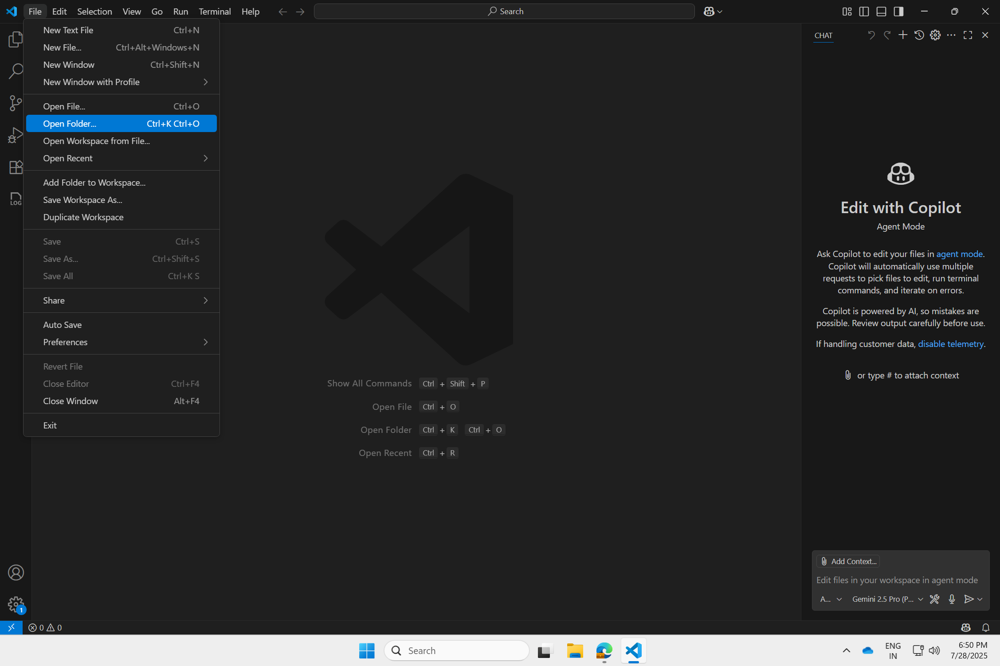 File Edit Selection View Go Run Terminal Help
Search
New Text File Ctrl+N
New File... Ctrl+Alt+Windows+N
New Window Ctrl+Shift+N
New Window with Profile
Open File... Ctrl+O
Open Folder... Ctrl+K Ctrl+O
Open Workspace from File...
Open Recent
Add Folder to Workspace...
Save Workspace As...
Duplicate Workspace
Save Ctrl+S
Save As... Ctrl+Shift+S
Save All Ctrl+K S
Share
Auto Save
Preferences
Revert File
Close Editor Ctrl+F4
Close Window Alt+F4
Exit
LOG
1
Show All Commands Ctrl + Shift + P
Open File Ctrl + O
Open Folder Ctrl + K Ctrl + O
Open Recent Ctrl + R
CHAT
Edit with Copilot
Agent Mode
Ask Copilot to edit your files in agent mode.
Copilot will automatically use multiple
requests to pick files to edit, run terminal
commands, and iterate on errors.
Copilot is powered by AI, so mistakes are
possible. Review output carefully before use.
If handling customer data, disable telemetry.
or type # to attach context
Add Context...
Edit files in your workspace in agent mode
A... Gemini 2.5 Pro (P...
0 0
Search
ENG
IN
6:50 PM
7/28/2025